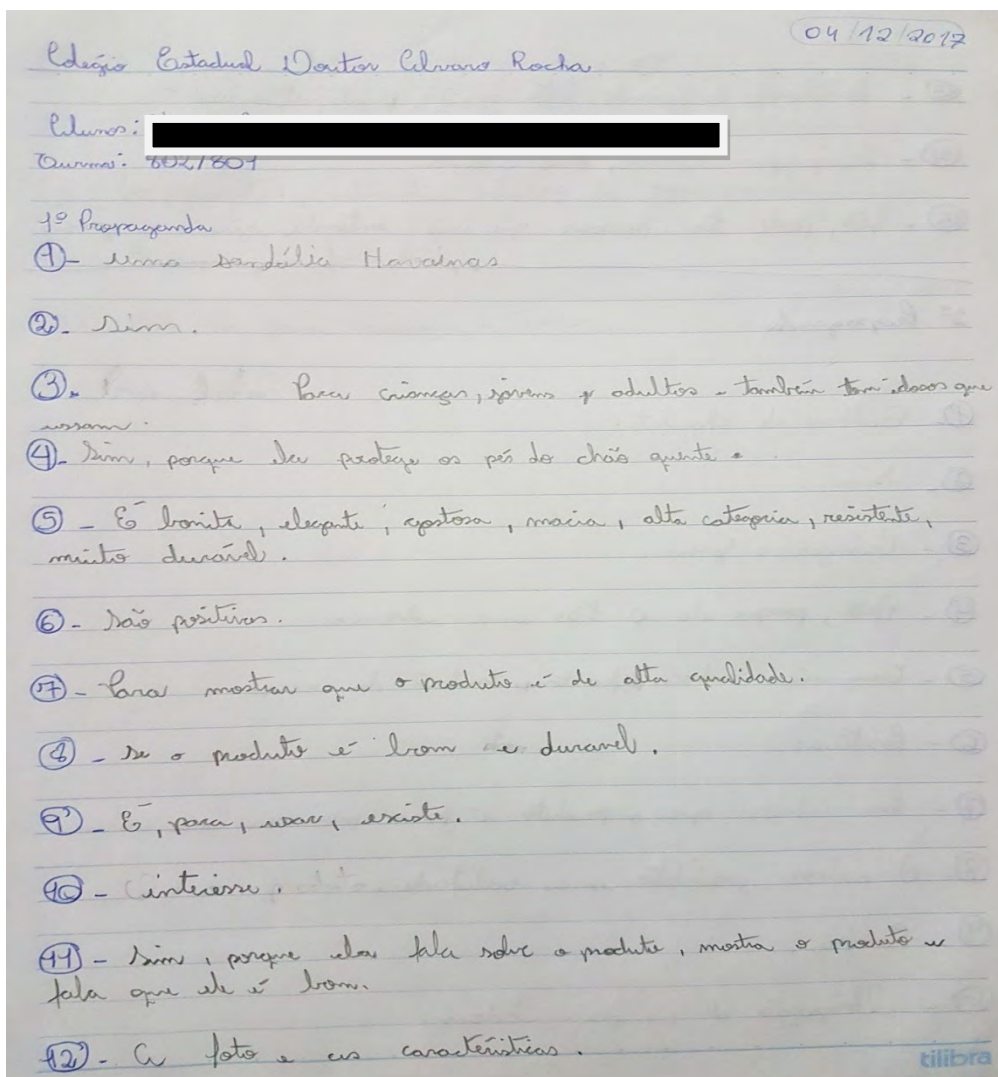 04/12/2017
Colégio Estadual Doutor Alvaro Rocha
Alunos:
Turma: 802/801
1º Propaganda
1- uma sandália Havainas
2- Sim.
3- Para crianças, jovens e adultos - também tem idosos que
usam.
4- Sim, porque ela protege os pés do chão quente.
5- É bonita, elegante, gostosa, macia, alta categoria, resistente,
muito durável.
6- São positivas.
7- Para mostrar que o produto é de alta qualidade.
8- se o produto é bom e duravel.
9- É, para, usar, existe.
10- interesse.
11- Sim, porque ela fala sobre o produto, mostra o produto e
fala que ele é bom.
12- A foto e as características.
tilibra